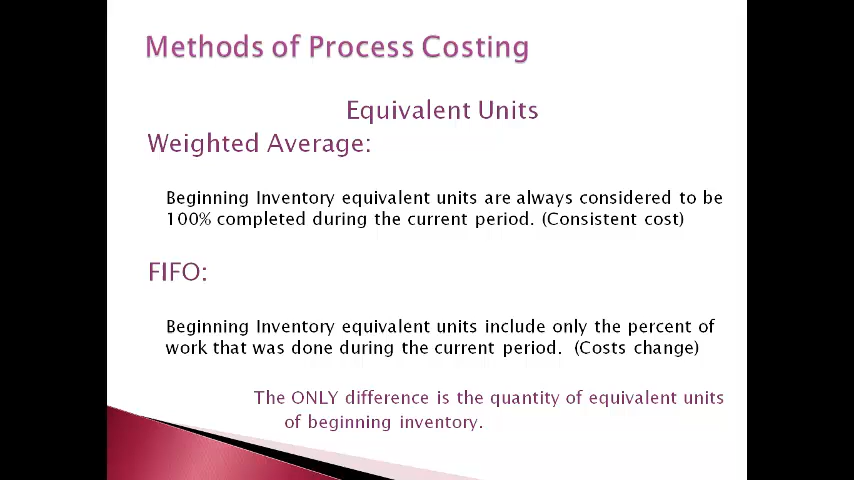 Methods of Process Costing
Equivalent Units
Weighted Average:
Beginning Inventory equivalent units are always considered to be
100% completed during the current period. (Consistent cost)
FIFO:
Beginning Inventory equivalent units include only the percent of
work that was done during the current period. (Costs change)
The ONLY difference is the quantity of equivalent units
of beginning inventory.